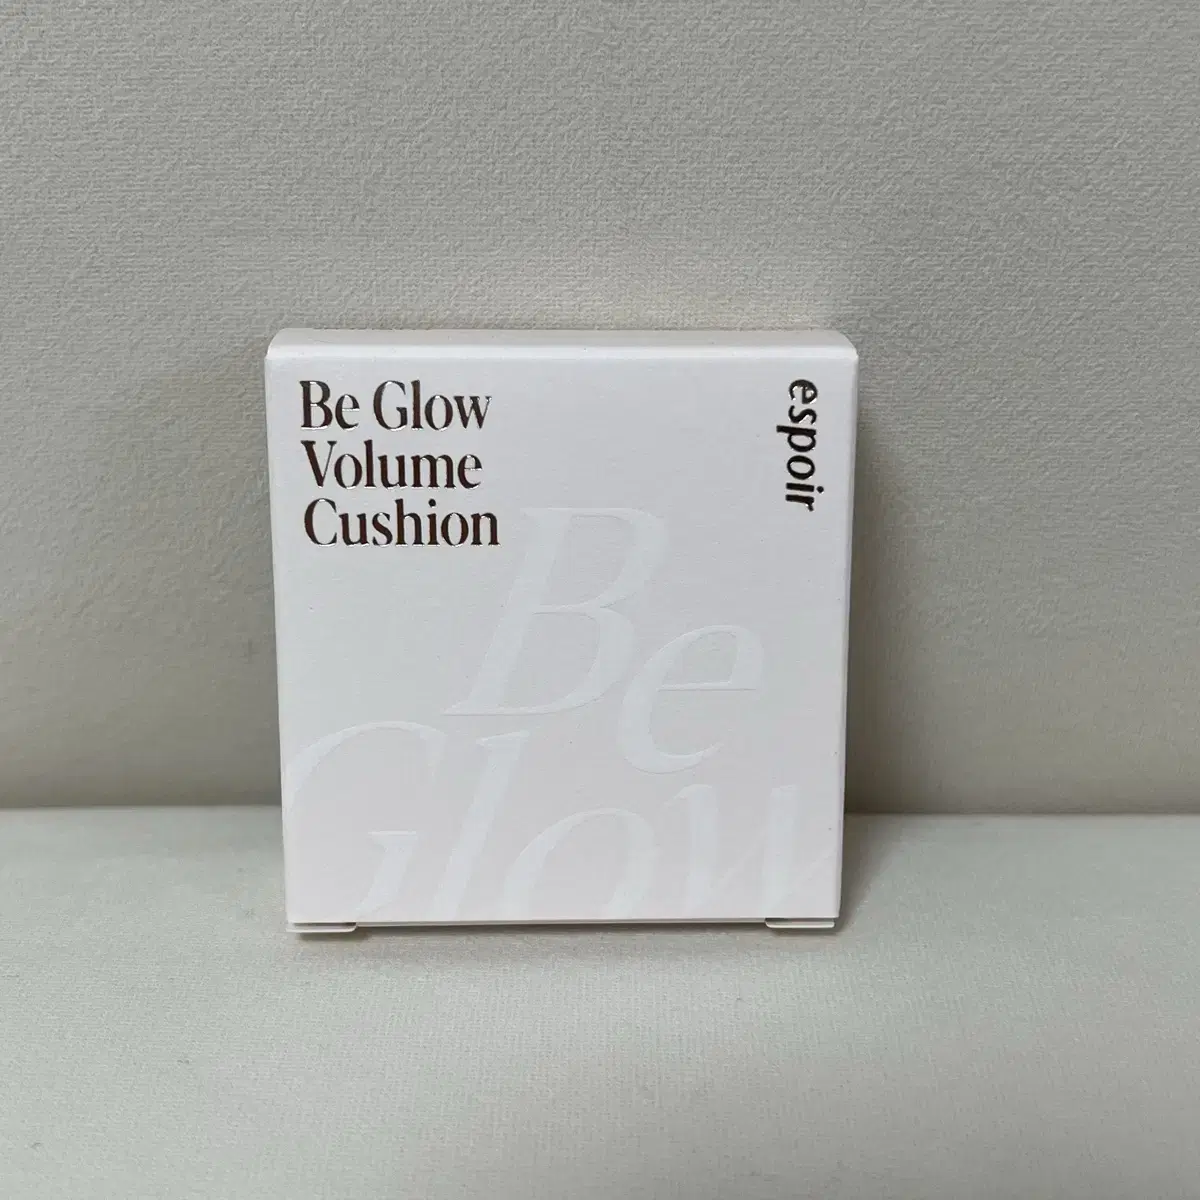 Be Glow
Volume
Cushion
espoir
Be
Glow